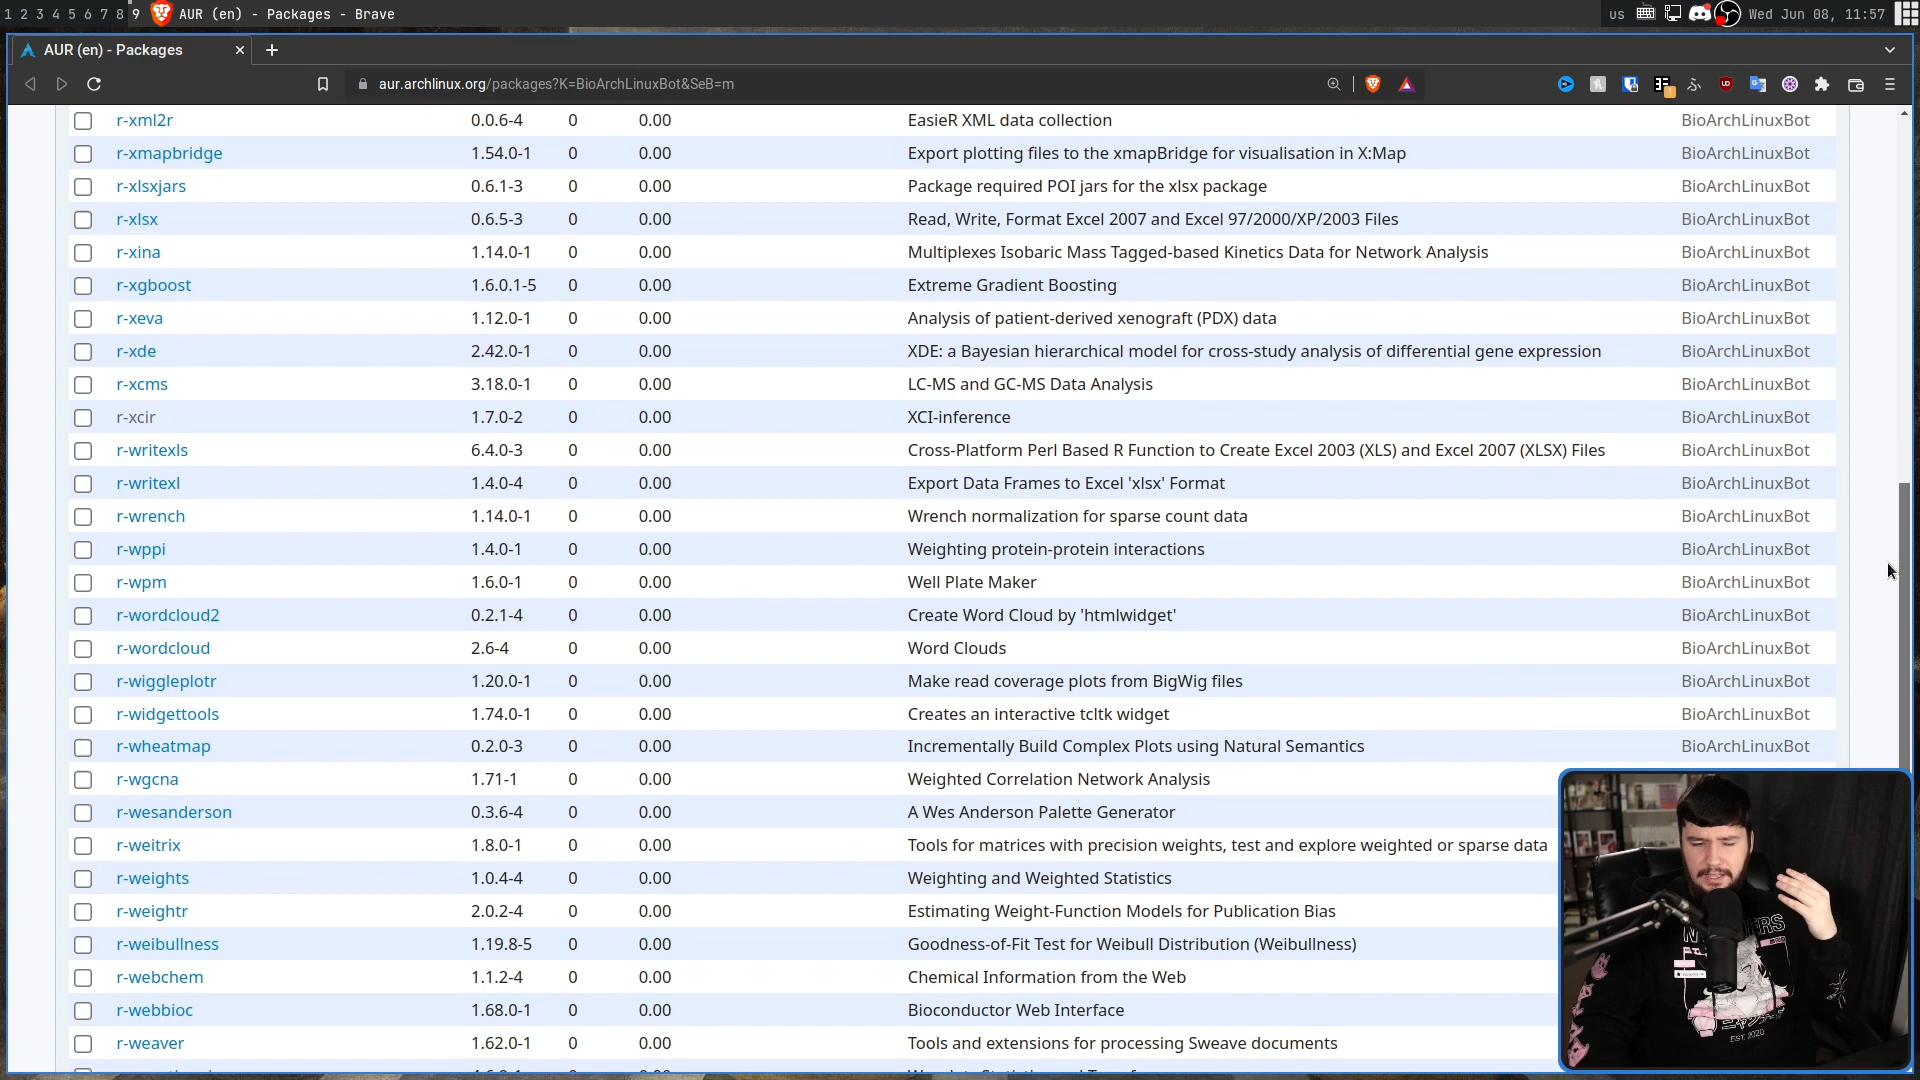 1 2 3 4 5 6 7 8 9 AUR (en) - Packages - Brave us Wed Jun 08, 11:57
AUR (en) - Packages
aur.archlinux.org/packages?K=BioArchLinuxBot&SeB=m
r-xml2r 0.0.6-4 0 0.00 EasieR XML data collection BioArchLinuxBot
r-xmapbridge 1.54.0-1 0 0.00 Export plotting files to the xmapBridge for visualisation in X:Map BioArchLinuxBot
r-xlsxjars 0.6.1-3 0 0.00 Package required POI jars for the xlsx package BioArchLinuxBot
r-xlsx 0.6.5-3 0 0.00 Read, Write, Format Excel 2007 and Excel 97/2000/XP/2003 Files BioArchLinuxBot
r-xina 1.14.0-1 0 0.00 Multiplexes Isobaric Mass Tagged-based Kinetics Data for Network Analysis BioArchLinuxBot
r-xgboost 1.6.0.1-5 0 0.00 Extreme Gradient Boosting BioArchLinuxBot
r-xeva 1.12.0-1 0 0.00 Analysis of patient-derived xenograft (PDX) data BioArchLinuxBot
r-xde 2.42.0-1 0 0.00 XDE: a Bayesian hierarchical model for cross-study analysis of differential gene expression BioArchLinuxBot
r-xcms 3.18.0-1 0 0.00 LC-MS and GC-MS Data Analysis BioArchLinuxBot
r-xcir 1.7.0-2 0 0.00 XCI-inference BioArchLinuxBot
r-writexls 6.4.0-3 0 0.00 Cross-Platform Perl Based R Function to Create Excel 2003 (XLS) and Excel 2007 (XLSX) Files BioArchLinuxBot
r-writexl 1.4.0-4 0 0.00 Export Data Frames to Excel 'xlsx' Format BioArchLinuxBot
r-wrench 1.14.0-1 0 0.00 Wrench normalization for sparse count data BioArchLinuxBot
r-wppi 1.4.0-1 0 0.00 Weighting protein-protein interactions BioArchLinuxBot
r-wpm 1.6.0-1 0 0.00 Well Plate Maker BioArchLinuxBot
r-wordcloud2 0.2.1-4 0 0.00 Create Word Cloud by 'htmlwidget' BioArchLinuxBot
r-wordcloud 2.6-4 0 0.00 Word Clouds BioArchLinuxBot
r-wiggleplotr 1.20.0-1 0 0.00 Make read coverage plots from BigWig files BioArchLinuxBot
r-widgettools 1.74.0-1 0 0.00 Creates an interactive tcltk widget BioArchLinuxBot
r-wheatmap 0.2.0-3 0 0.00 Incrementally Build Complex Plots using Natural Semantics BioArchLinuxBot
r-wgcna 1.71-1 0 0.00 Weighted Correlation Network Analysis
r-wesanderson 0.3.6-4 0 0.00 A Wes Anderson Palette Generator
r-weitrix 1.8.0-1 0 0.00 Tools for matrices with precision weights, test and explore weighted or sparse data
r-weights 1.0.4-4 0 0.00 Weighting and Weighted Statistics
r-weightr 2.0.2-4 0 0.00 Estimating Weight-Function Models for Publication Bias
r-weibullness 1.19.8-5 0 0.00 Goodness-of-Fit Test for Weibull Distribution (Weibullness)
r-webchem 1.1.2-4 0 0.00 Chemical Information from the Web
r-webbioc 1.68.0-1 0 0.00 Bioconductor Web Interface
r-weaver 1.62.0-1 0 0.00 Tools and extensions for processing Sweave documents
EST. 2020